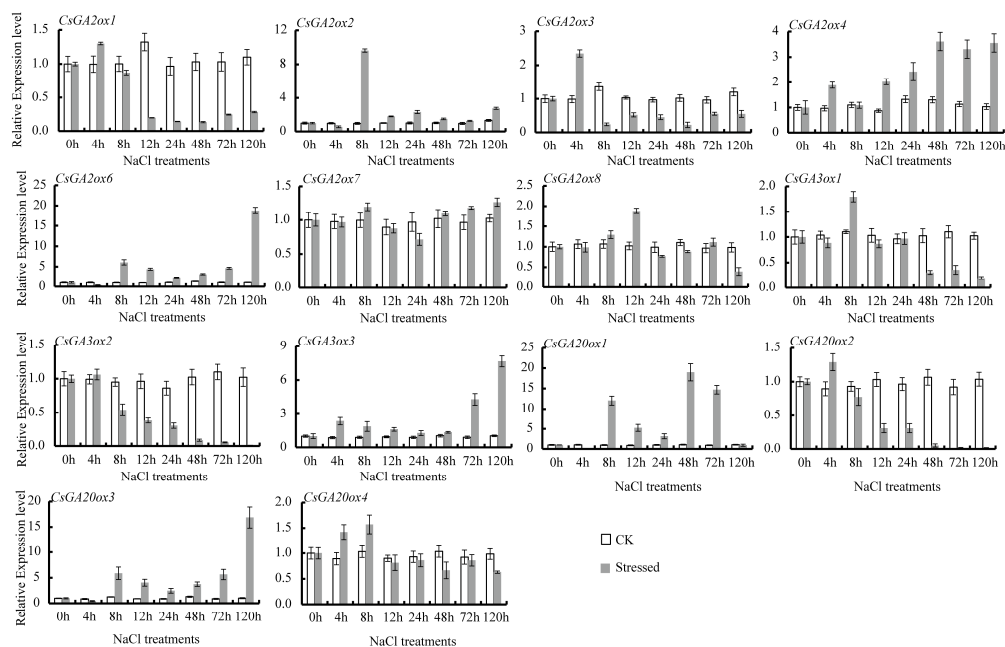 CsGA2ox1
CsGA2ox2
CsGA2ox3
CsGA2ox4
Relative Expression level
1.5
1.0
0.5
0.0
12
10
8
6
4
2
0
3
2
1
0
4
3
2
1
0
0h 4h 8h 12h 24h 48h 72h 120h
0h 4h 8h 12h 24h 48h 72h 120h
0h 4h 8h 12h 24h 48h 72h 120h
0h 4h 8h 12h 24h 48h 72h 120h
NaCl treatments
NaCl treatments
NaCl treatments
NaCl treatments
CsGA2ox6
CsGA2ox7
CsGA2ox8
CsGA3ox1
Relative Expression level
25
20
15
10
5
0
1.5
1.0
0.5
0.0
2.5
2.0
1.5
1.0
0.5
0.0
2.0
1.5
1.0
0.5
0.0
0h 4h 8h 12h 24h 48h 72h 120h
0h 4h 8h 12h 24h 48h 72h 120h
0h 4h 8h 12h 24h 48h 72h 120h
0h 4h 8h 12h 24h 48h 72h 120h
NaCl treatments
NaCl treatments
NaCl treatments
NaCl treatments
CsGA3ox2
CsGA3ox3
CsGA20ox1
CsGA20ox2
Relative Expression level
1.5
1.0
0.5
0.0
9
6
3
0
25
20
15
10
5
0
1.5
1.0
0.5
0.0
0h 4h 8h 12h 24h 48h 72h 120h
0h 4h 8h 12h 24h 48h 72h 120h
0h 4h 8h 12h 24h 48h 72h 120h
0h 4h 8h 12h 24h 48h 72h 120h
NaCl treatments
NaCl treatments
NaCl treatments
NaCl treatments
CsGA20ox3
CsGA20ox4
Relative Expression level
20
15
10
5
0
2.0
1.5
1.0
0.5
0.0
0h 4h 8h 12h 24h 48h 72h 120h
0h 4h 8h 12h 24h 48h 72h 120h
NaCl treatments
NaCl treatments
CK
Stressed